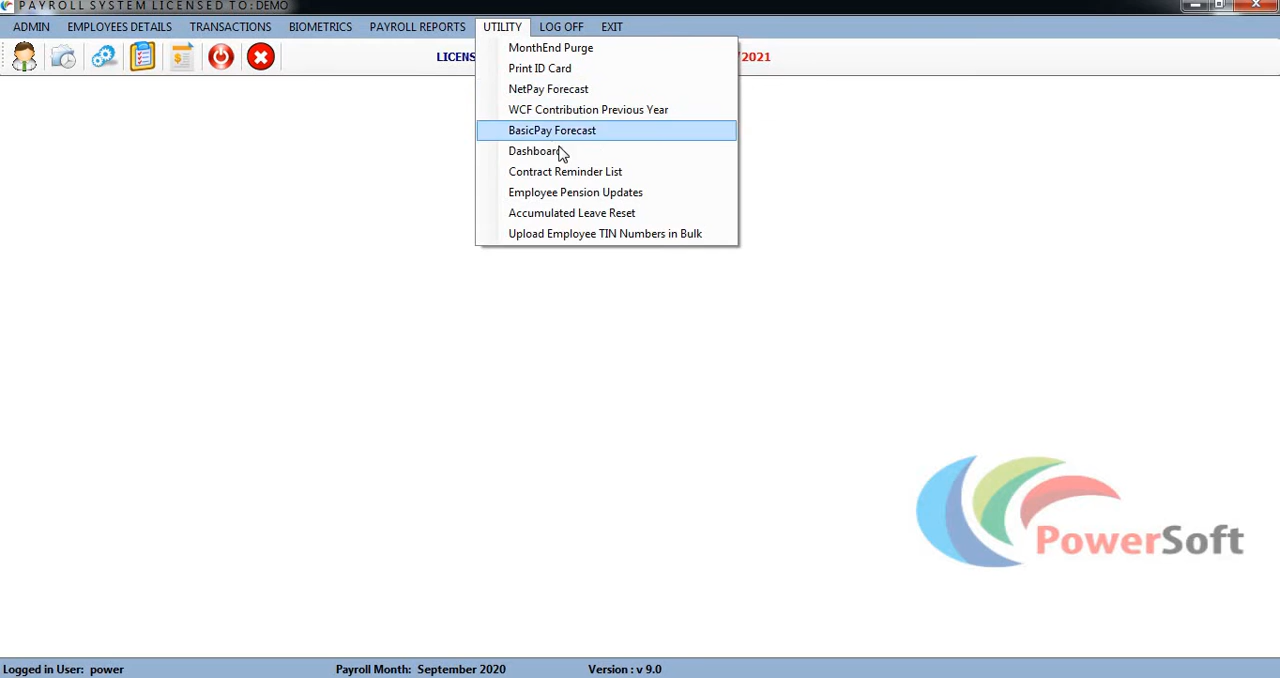 PAYROLL SYSTEM LICENSED TO: DEMO
ADMIN EMPLOYEES DETAILS TRANSACTIONS BIOMETRICS PAYROLL REPORTS UTILITY LOG OFF EXIT
LICENS /2021
MonthEnd Purge
Print ID Card
NetPay Forecast
WCF Contribution Previous Year
BasicPay Forecast
Dashboard
Contract Reminder List
Employee Pension Updates
Accumulated Leave Reset
Upload Employee TIN Numbers in Bulk
PowerSoft
Logged in User: power Payroll Month: September 2020 Version : v 9.0